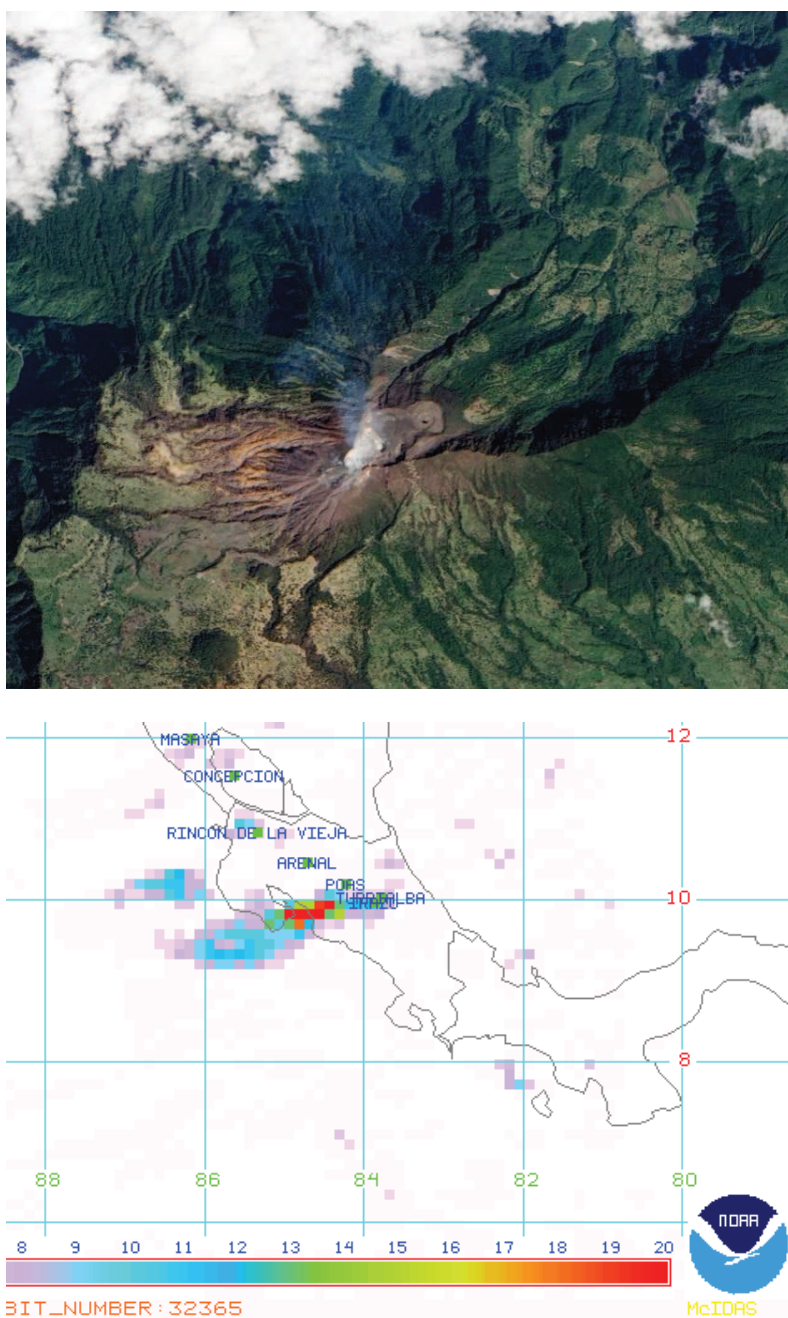 12
MASAYA
CONCEPCION
RINCON DE LA VIEJA
ARENAL
POAS
10
TURRIALBA
IRAZU
8
88 86 84 82 80
NOAA
8 9 10 11 12 13 14 15 16 17 18 19 20
BIT_NUMBER:32365
McIDAS